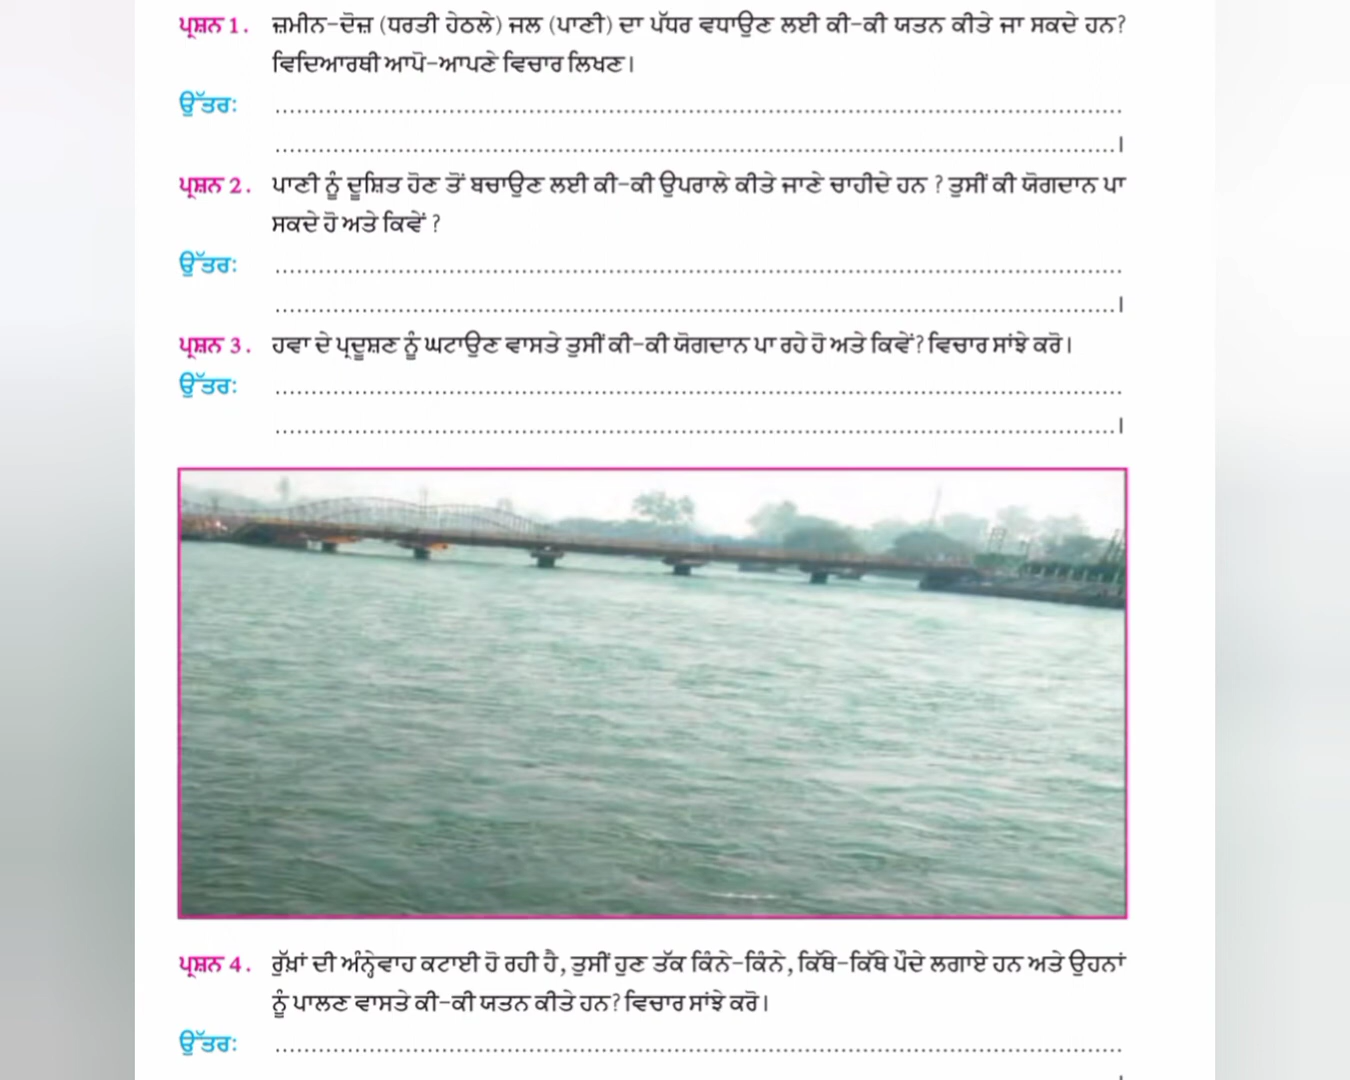 ਪ੍ਰਸ਼ਨ 1. ਜ਼ਮੀਨ-ਦੋਜ਼ (ਧਰਤੀ ਹੇਠਲੇ) ਜਲ (ਪਾਣੀ) ਦਾ ਪੱਧਰ ਵਧਾਉਣ ਲਈ ਕੀ-ਕੀ ਯਤਨ ਕੀਤੇ ਜਾ ਸਕਦੇ ਹਨ?
ਵਿਦਿਆਰਥੀ ਆਪੋ-ਆਪਣੇ ਵਿਚਾਰ ਲਿਖਣ।
ਉੱਤਰ: ........................................................................
........................................................................।
ਪ੍ਰਸ਼ਨ 2. ਪਾਣੀ ਨੂੰ ਦੂਸ਼ਿਤ ਹੋਣ ਤੋਂ ਬਚਾਉਣ ਲਈ ਕੀ-ਕੀ ਉਪਰਾਲੇ ਕੀਤੇ ਜਾਣੇ ਚਾਹੀਦੇ ਹਨ ? ਤੁਸੀਂ ਕੀ ਯੋਗਦਾਨ ਪਾ
ਸਕਦੇ ਹੋ ਅਤੇ ਕਿਵੇਂ ?
ਉੱਤਰ: ........................................................................
........................................................................।
ਪ੍ਰਸ਼ਨ 3. ਹਵਾ ਦੇ ਪ੍ਰਦੂਸ਼ਣ ਨੂੰ ਘਟਾਉਣ ਵਾਸਤੇ ਤੁਸੀਂ ਕੀ-ਕੀ ਯੋਗਦਾਨ ਪਾ ਰਹੇ ਹੋ ਅਤੇ ਕਿਵੇਂ? ਵਿਚਾਰ ਸਾਂਝੇ ਕਰੋ।
ਉੱਤਰ: ........................................................................
........................................................................।
ਪ੍ਰਸ਼ਨ 4. ਰੁੱਖ਼ਾਂ ਦੀ ਅੰਨ੍ਹੇਵਾਹ ਕਟਾਈ ਹੋ ਰਹੀ ਹੈ, ਤੁਸੀਂ ਹੁਣ ਤੱਕ ਕਿੰਨੇ-ਕਿੰਨੇ, ਕਿੱਥੇ-ਕਿੱਥੇ ਪੌਦੇ ਲਗਾਏ ਹਨ ਅਤੇ ਉਹਨਾਂ
ਨੂੰ ਪਾਲਣ ਵਾਸਤੇ ਕੀ-ਕੀ ਯਤਨ ਕੀਤੇ ਹਨ? ਵਿਚਾਰ ਸਾਂਝੇ ਕਰੋ।
ਉੱਤਰ: ........................................................................